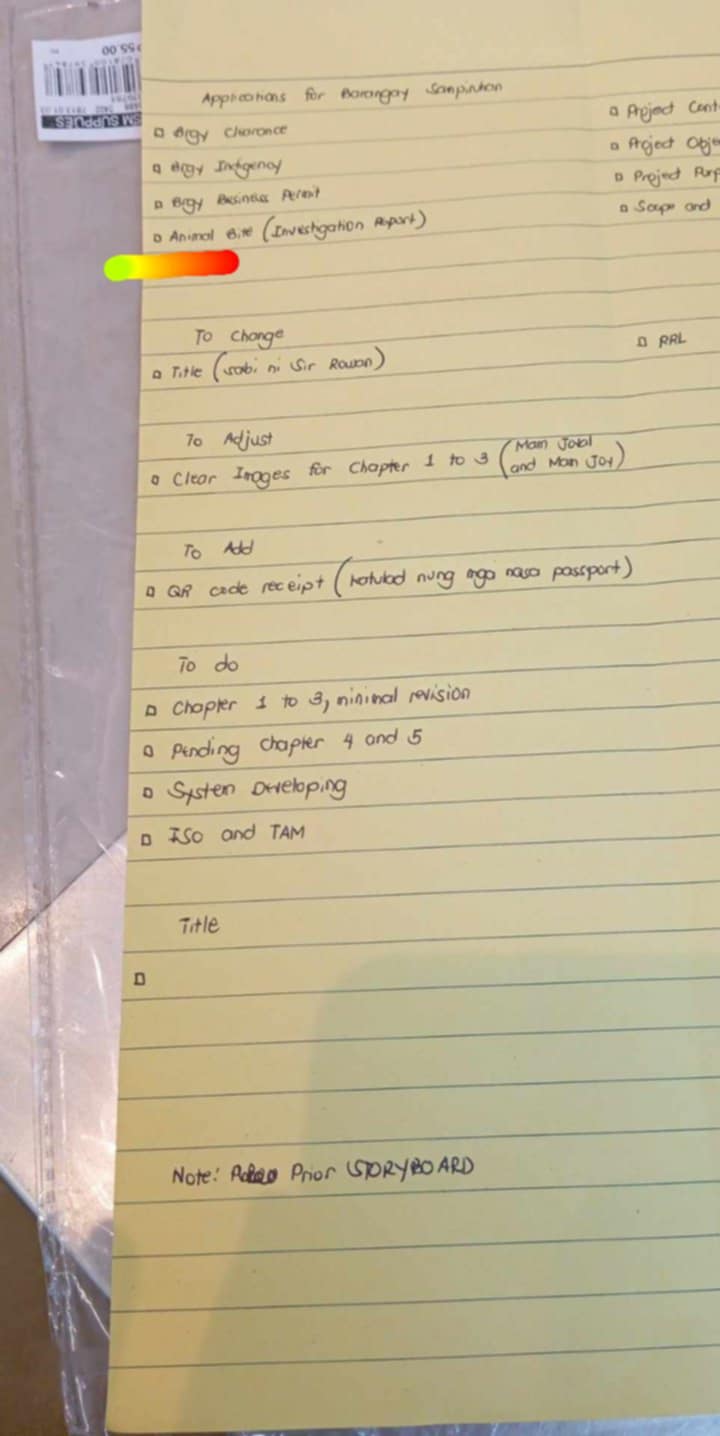 55.00
SM SUPPLIES
Applications for Barangay Sanpiutan
□ Brgy Clearance
□ Brgy Indigency
□ Brgy Business Permit
□ Animal Bite (Investigation Report)
□ Project Cont
□ Project Obje
□ Project Purp
□ Scope and
To Change
□ Title (sabi ni Sir Rowan)
□ RRL
To Adjust
□ Clear Images for Chapter 1 to 3 (Mam Jobal and Mam Joy)
To Add
□ QR code receipt (katulad nung mga nasa passport)
To do
□ Chapter 1 to 3, minimal revision
□ Pending Chapter 4 and 5
□ System Developing
□ ISO and TAM
Title
□
Note: Prior STORYBOARD